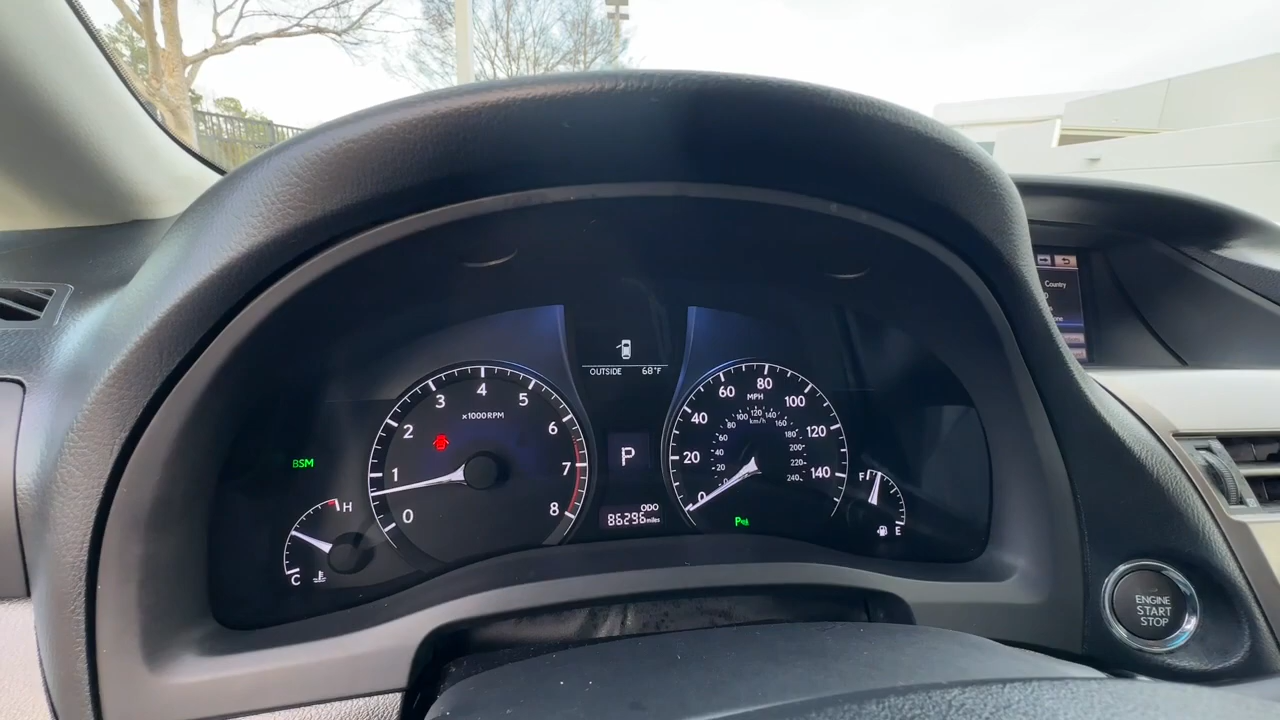 Country
OUTSIDE 68°F
0 1 2 3 4 5 6 7 8
x1000RPM
0 20 40 60 80 100 120 140
MPH
20 40 60 80 100 120 140 160 180 200 220 240
km/h
BSM
P
H
C
F
E
ODO
86296 miles
ENGINE
START
STOP